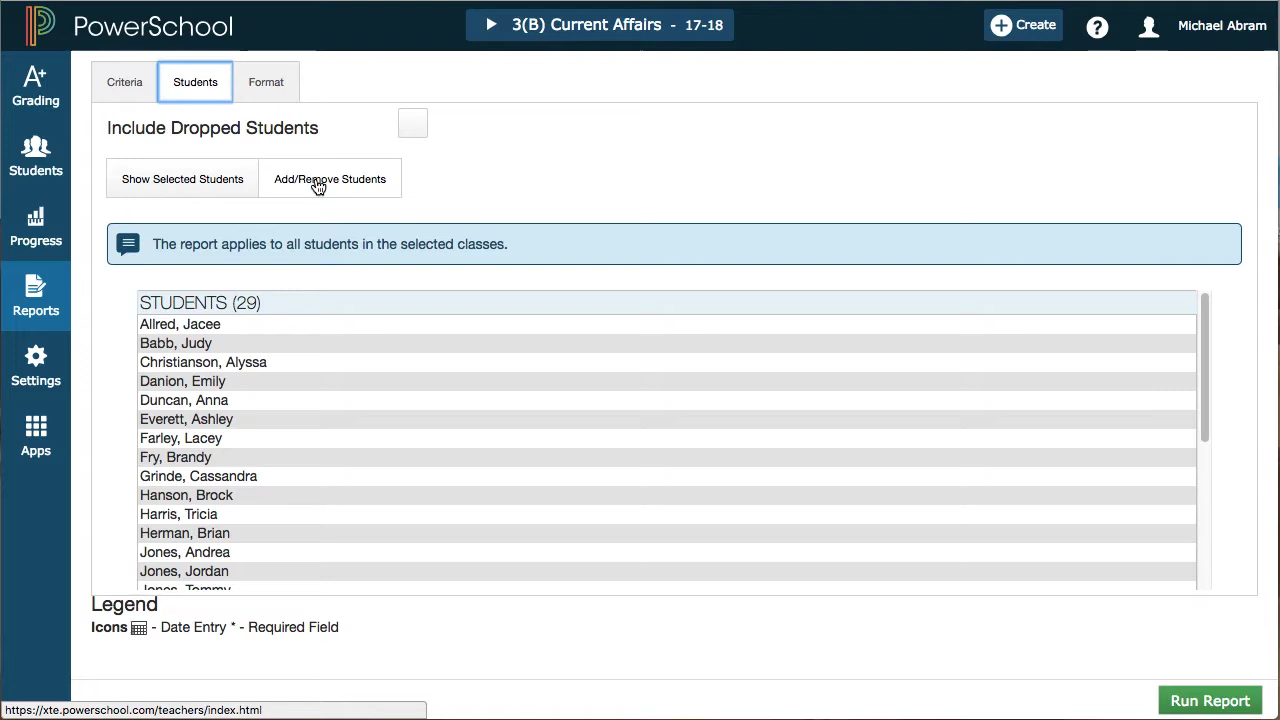 PowerSchool
3(B) Current Affairs - 17-18
Create
?
Michael Abram
A+
Grading
Students
Progress
Reports
Settings
Apps
Criteria
Students
Format
Include Dropped Students
Show Selected Students
Add/Remove Students
The report applies to all students in the selected classes.
STUDENTS (29)
Allred, Jacee
Babb, Judy
Christianson, Alyssa
Danion, Emily
Duncan, Anna
Everett, Ashley
Farley, Lacey
Fry, Brandy
Grinde, Cassandra
Hanson, Brock
Harris, Tricia
Herman, Brian
Jones, Andrea
Jones, Jordan
Jones, Tommy
Legend
Icons - Date Entry * - Required Field
https://xte.powerschool.com/teachers/index.html
Run Report